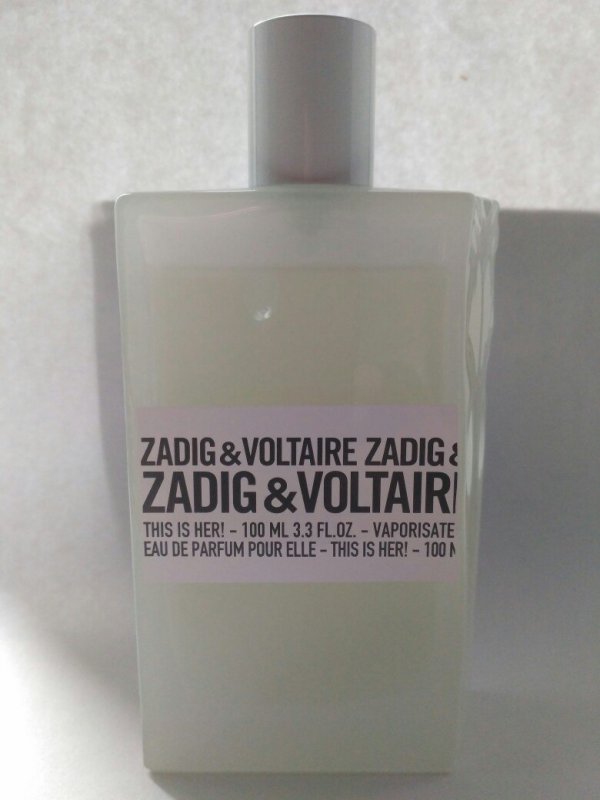 ZADIG&VOLTAIRE ZADIG &
ZADIG &VOLTAIR
THIS IS HER! – 100 ML 3.3 FL.OZ. – VAPORISATE
EAU DE PARFUM POUR ELLE – THIS IS HER! – 100